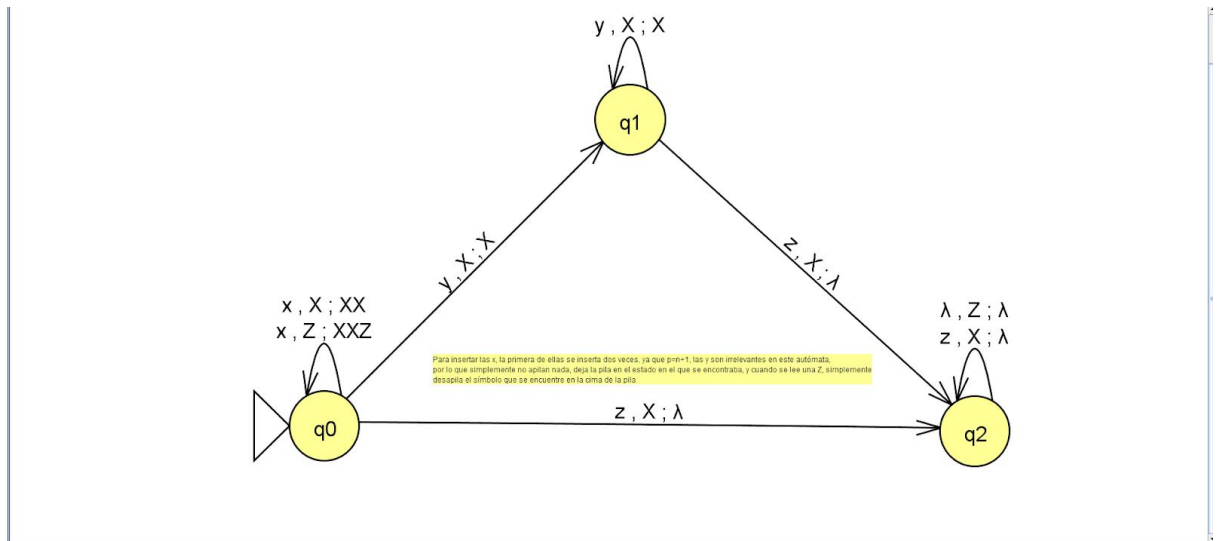 y , X ; X
q1
y , X ; X
z , X ; λ
x , X ; XX
x , Z ; XXZ
λ , Z ; λ
z , X ; λ
Para insertar las x, la primera de ellas se inserta dos veces, ya que p=n+1, las y son irrelevantes en este autómata,
por lo que simplemente no apilan nada, deja la pila en el estado en el que se encontraba, y cuando se lee una Z, simplemente
desapila el símbolo que se encuentre en la cima de la pila
z , X ; λ
q0
q2